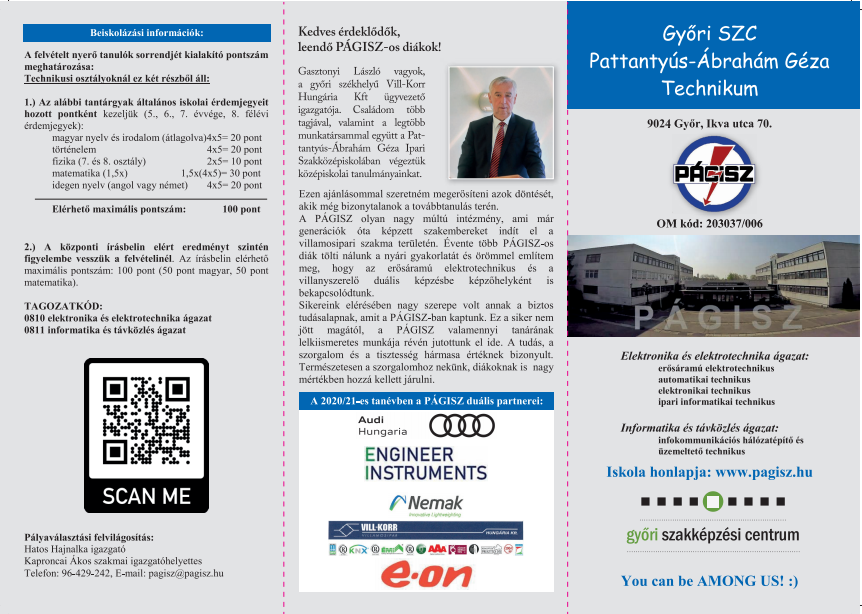 Beiskolázási információk:
A felvételt nyerő tanulók sorrendjét kialakító pontszám
meghatározása:
Technikusi osztályoknál ez két részből áll:
1.) Az alábbi tantárgyak általános iskolai érdemjegyeit
hozott pontként kezeljük (5., 6., 7. évvége, 8. félévi
érdemjegyek):
magyar nyelv és irodalom (átlagolva)4x5= 20 pont
történelem 4x5= 20 pont
fizika (7. és 8. osztály) 2x5= 10 pont
matematika (1,5x) 1,5x(4x5)= 30 pont
idegen nyelv (angol vagy német) 4x5= 20 pont
Elérhető maximális pontszám: 100 pont
2.) A központi írásbelin elért eredményt szintén
figyelembe vesszük a felvételinél. Az írásbelin elérhető
maximális pontszám: 100 pont (50 pont magyar, 50 pont
matematika).
TAGOZATKÓD:
0810 elektronika és elektrotechnika ágazat
0811 informatika és távközlés ágazat
SCAN ME
Pályaválasztási felvilágosítás:
Hatos Hajnalka igazgató
Kaproncai Ákos szakmai igazgatóhelyettes
Telefon: 96-429-242, E-mail: pagisz@pagisz.hu
Kedves érdeklődők,
leendő PÁGISZ-os diákok!
Gasztonyi László vagyok,
a győri székhelyű Vill-Korr
Hungária Kft ügyvezető
igazgatója. Családom több
tagjával, valamint a legtöbb
munkatársammal együtt a Pat-
tantyús-Ábrahám Géza Ipari
Szakközépiskolában végeztük
középiskolai tanulmányainkat.
Ezen ajánlásommal szeretném megerősíteni azok döntését,
akik még bizonytalanok a továbbtanulás terén.
A PÁGISZ olyan nagy múltú intézmény, ami már
generációk óta képzett szakembereket indít el a
villamosipari szakma területén. Évente több PÁGISZ-os
diák tölti nálunk a nyári gyakorlatát és örömmel említem
meg, hogy az erősáramú elektrotechnikus és a
villanyszerelő duális képzésbe képzőhelyként is
bekapcsolódtunk.
Sikereink elérésében nagy szerepe volt annak a biztos
tudásalapnak, amit a PÁGISZ-ban kaptunk. Ez a siker nem
jött magától, a PÁGISZ valamennyi tanárának
lelkiismeretes munkája révén jutottunk el ide. A tudás, a
szorgalom és a tisztesség hármasa értéknek bizonyult.
Természetesen a szorgalomhoz nekünk, diákoknak is nagy
mértékben hozzá kellett járulni.
A 2020/21-es tanévben a PÁGISZ duális partnerei:
Audi
Hungaria
ENGINEER
INSTRUMENTS
Nemak
Innovative Lightweighting
VILL-KORR
HUNGÁRIA Kft
e-on
Győri SZC
Pattantyús-Ábrahám Géza
Technikum
9024 Győr, Ikva utca 70.
PÁGISZ
OM kód: 203037/006
PÁGISZ
Elektronika és elektrotechnika ágazat:
erősáramú elektrotechnikus
automatikai technikus
elektronikai technikus
ipari informatikai technikus
Informatika és távközlés ágazat:
infokommunikációs hálózatépítő és
üzemeltető technikus
Iskola honlapja: www.pagisz.hu
győri szakképzési centrum
You can be AMONG US! :)